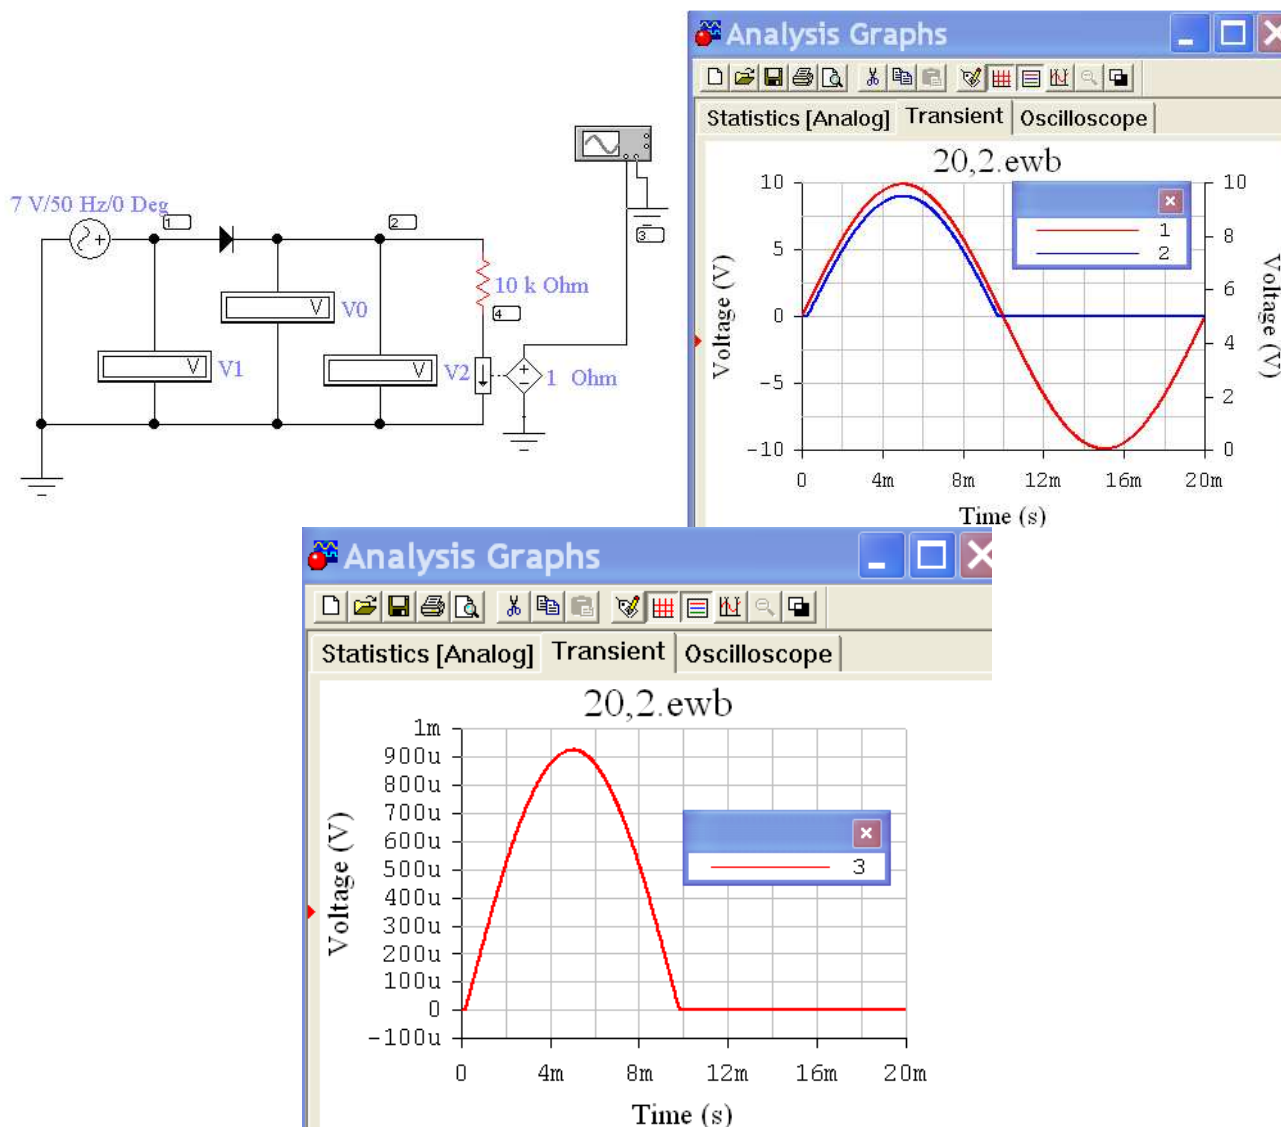 7 V/50 Hz/0 Deg
1
2
3
10 k Ohm
4
V
V0
V
V1
V
V2
1 Ohm
Analysis Graphs
Statistics [Analog] Transient Oscilloscope
20,2.ewb
Voltage (V)
10
5
0
-5
-10
1
2
10
8
6
4
2
0
Voltage (V)
0 4m 8m 12m 16m 20m
Time (s)
Analysis Graphs
Statistics [Analog] Transient Oscilloscope
20,2.ewb
Voltage (V)
1m
900u
800u
700u
600u
500u
400u
300u
200u
100u
0
-100u
3
0 4m 8m 12m 16m 20m
Time (s)